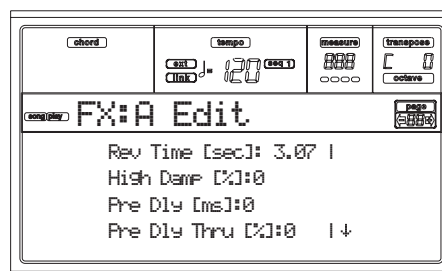 chord tempo measure transpose
ext ♩= 120 seq 1 888 [ 0
link octave
song play FX:A Edit page
Rev Time [sec]: 3.07 |
High Damp [%]:0
Pre Dly [ms]:0
Pre Dly Thru [%]:0 |↓